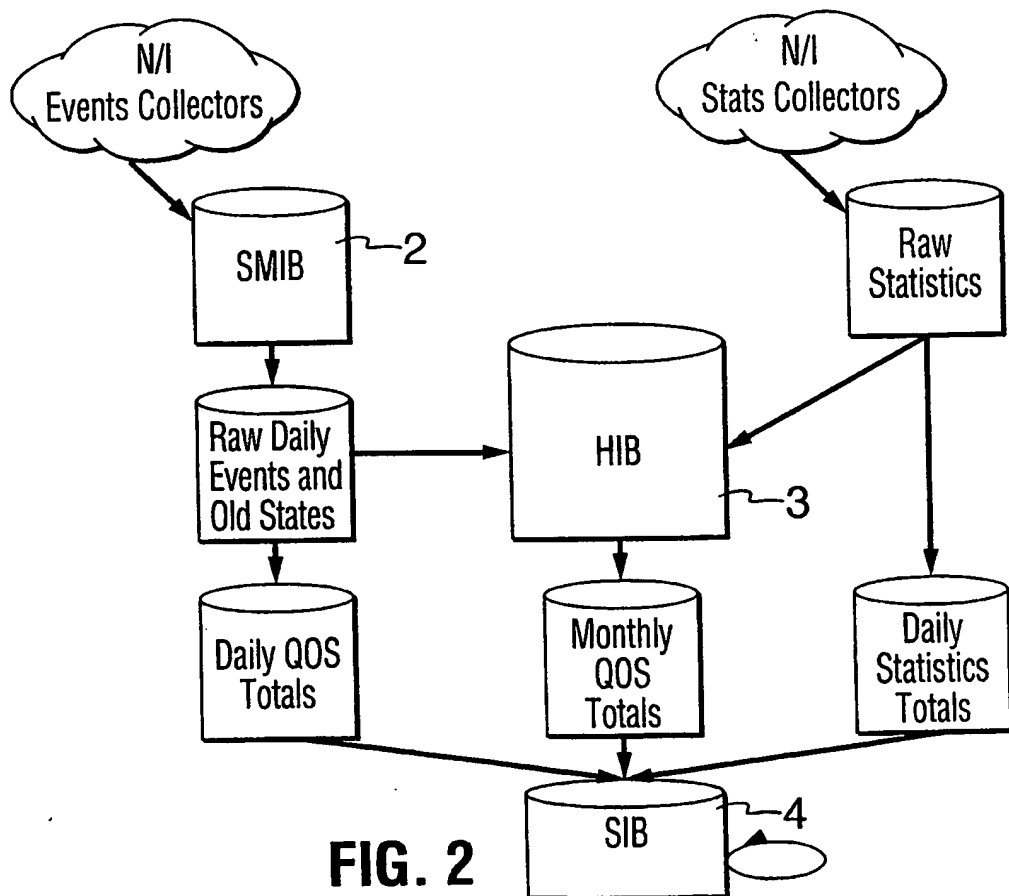 N/I
Events Collectors
N/I
Stats Collectors
SMIB
2
Raw
Statistics
Raw Daily
Events and
Old States
HIB
3
Daily QOS
Totals
Monthly
QOS
Totals
Daily
Statistics
Totals
SIB
4
FIG. 2